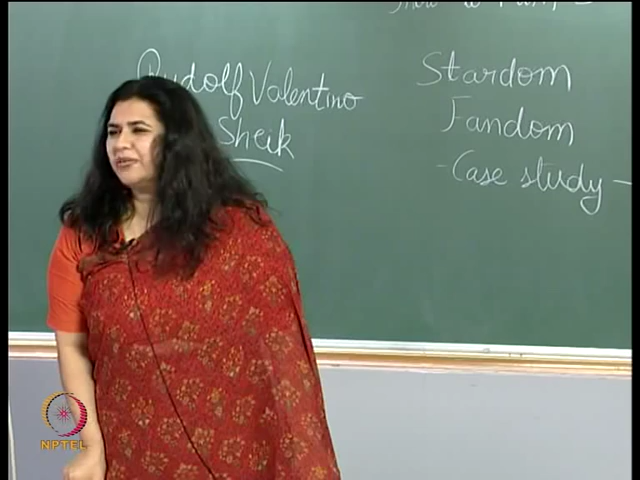 Rudolf Valentino
Sheik
Stardom
Fandom
- Case study -
NPTEL